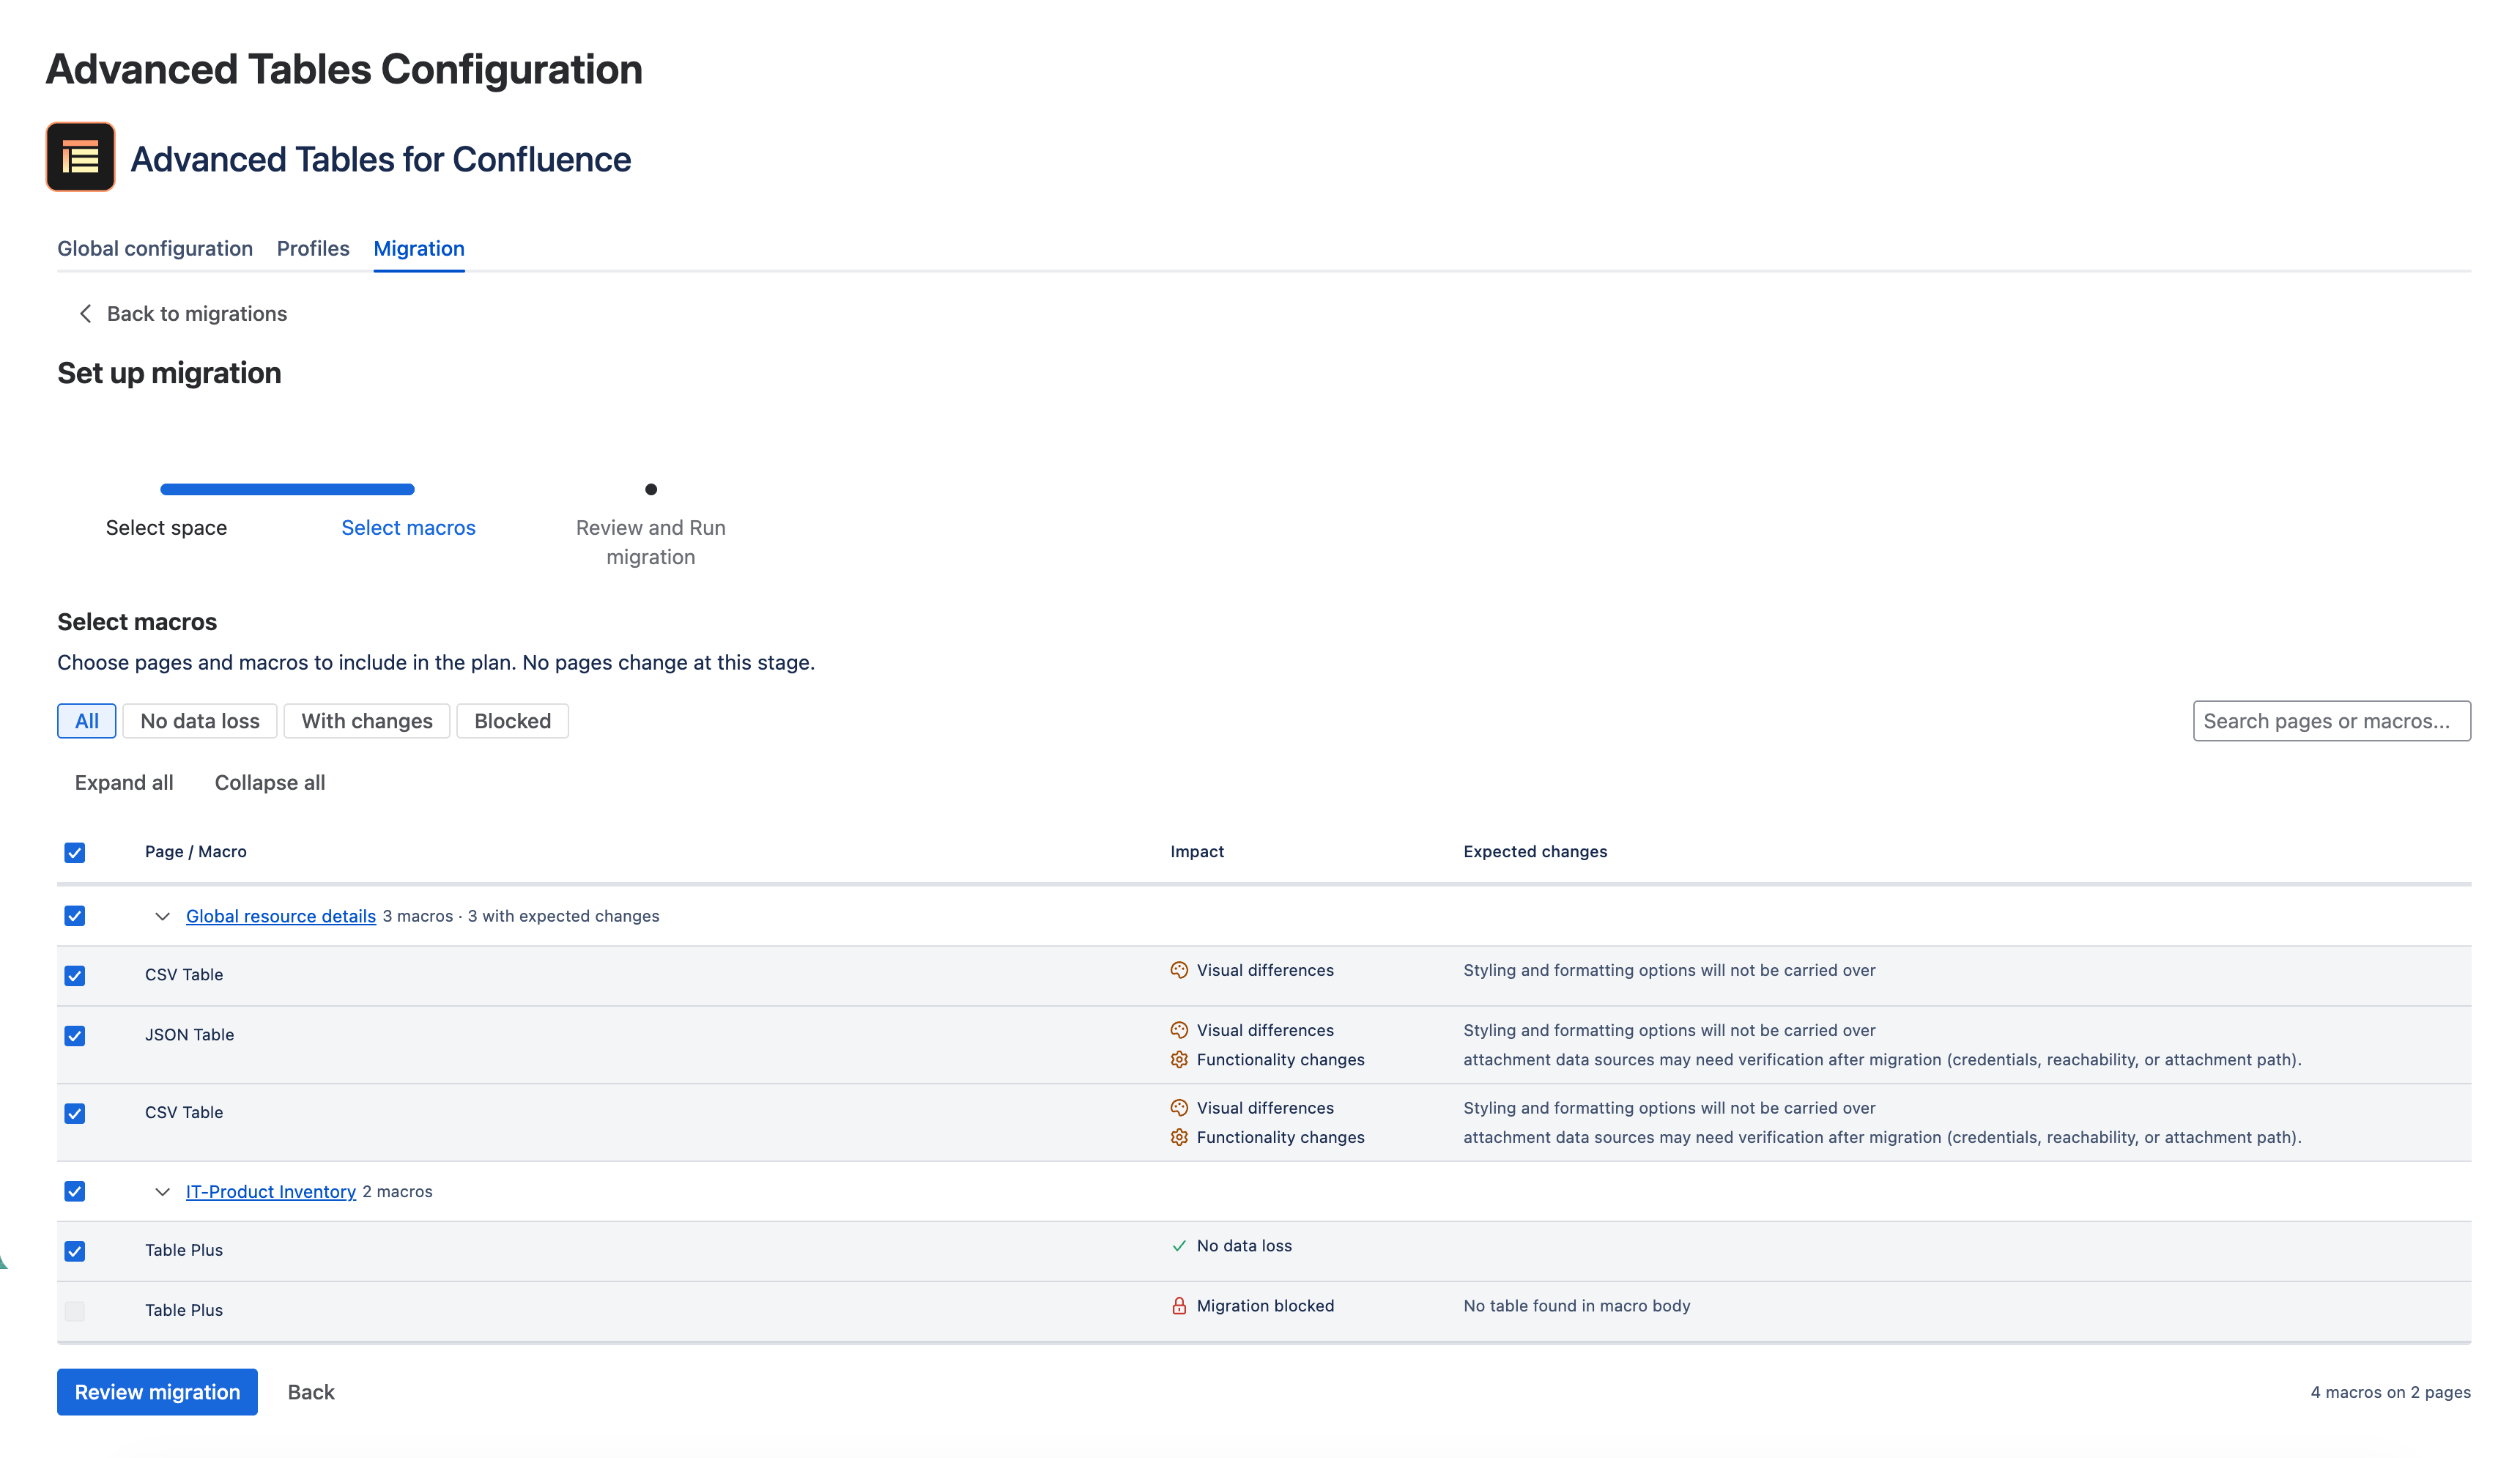 Advanced Tables Configuration
Advanced Tables for Confluence
Global configuration Profiles Migration
Back to migrations
Set up migration
Select space Select macros Review and Run
migration
Select macros
Choose pages and macros to include in the plan. No pages change at this stage.
All No data loss With changes Blocked Search pages or macros...
Expand all Collapse all
Page / Macro Impact Expected changes
Global resource details 3 macros · 3 with expected changes
CSV Table Visual differences Styling and formatting options will not be carried over
JSON Table Visual differences Styling and formatting options will not be carried over
Functionality changes attachment data sources may need verification after migration (credentials, reachability, or attachment path).
CSV Table Visual differences Styling and formatting options will not be carried over
Functionality changes attachment data sources may need verification after migration (credentials, reachability, or attachment path).
IT-Product Inventory 2 macros
Table Plus No data loss
Table Plus Migration blocked No table found in macro body
Review migration Back 4 macros on 2 pages